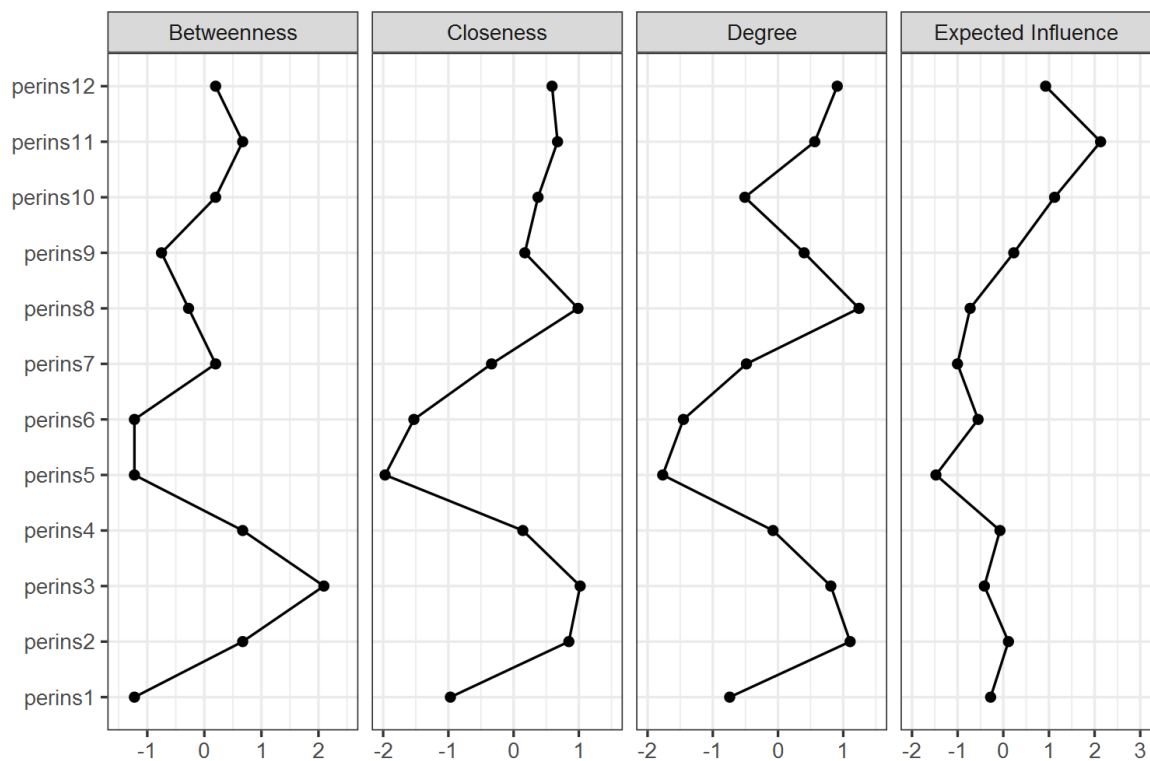 Betweenness Closeness Degree Expected Influence
perins12
perins11
perins10
perins9
perins8
perins7
perins6
perins5
perins4
perins3
perins2
perins1
-1 0 1 2 -2 -1 0 1 -2 -1 0 1 -2 -1 0 1 2 3